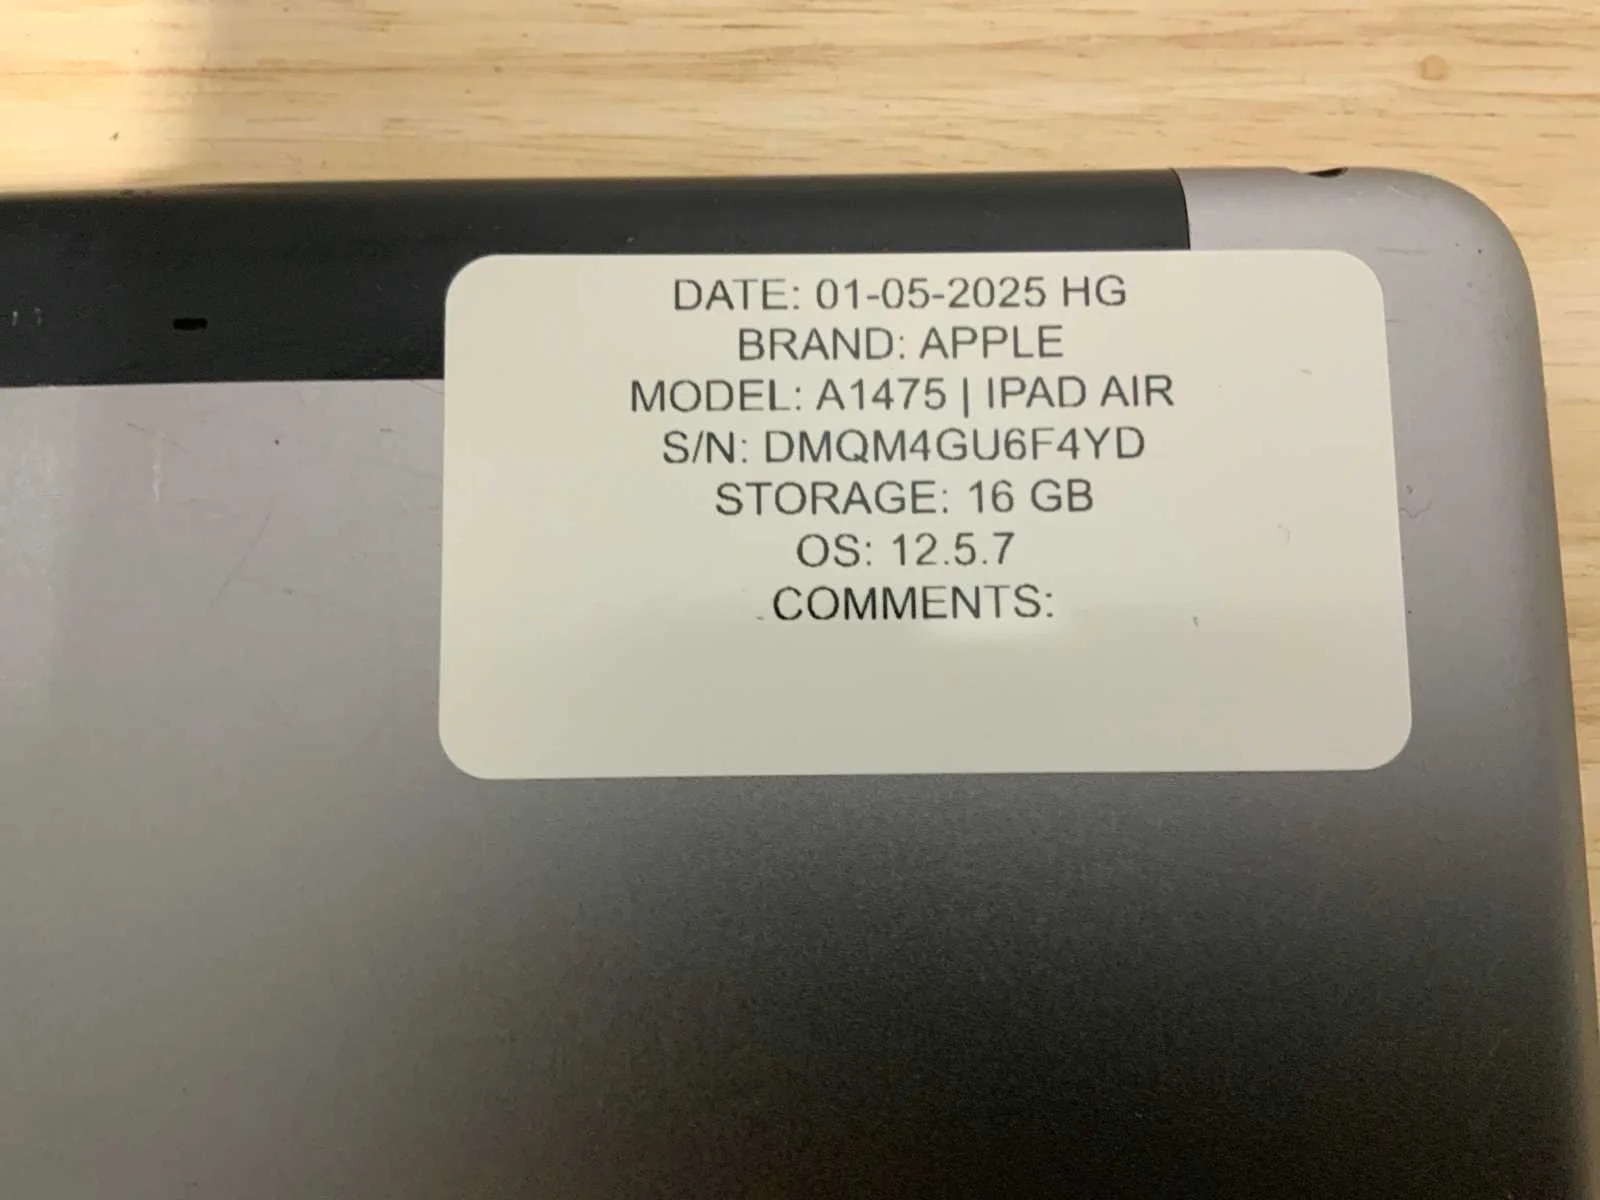 DATE: 01-05-2025 HG
BRAND: APPLE
MODEL: A1475 | IPAD AIR
S/N: DMQM4GU6F4YD
STORAGE: 16 GB
OS: 12.5.7
COMMENTS: